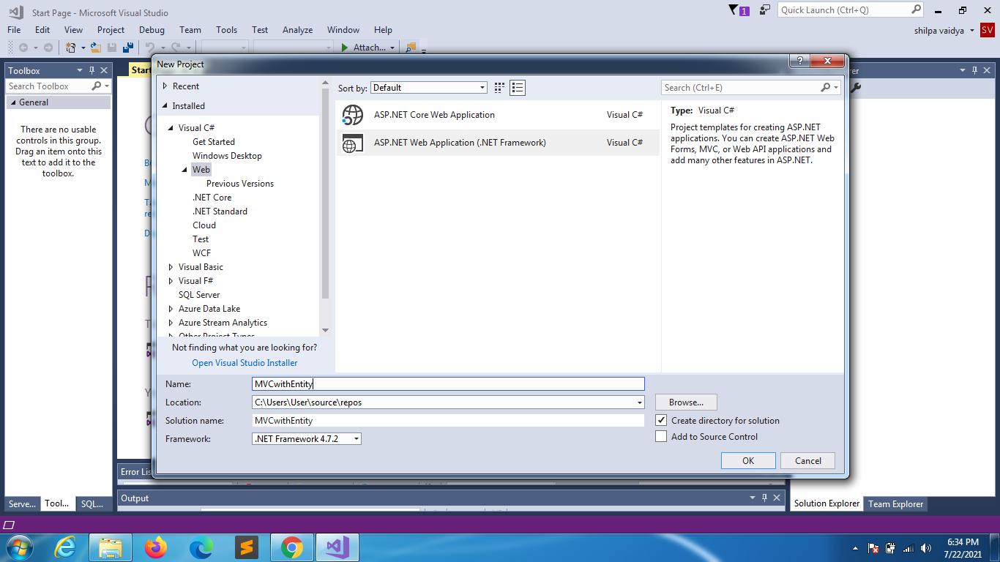 Start Page - Microsoft Visual Studio
1
Quick Launch (Ctrl+Q)
File Edit View Project Debug Team Tools Test Analyze Window Help
shilpa vaidya
SV
Attach...
Toolbox
Search Toolbox
General
There are no usable
controls in this group.
Drag an item onto this
text to add it to the
toolbox.
New Project
?
Recent
Installed
Visual C#
Get Started
Windows Desktop
Web
Previous Versions
.NET Core
.NET Standard
Cloud
Test
WCF
Visual Basic
Visual F#
SQL Server
Azure Data Lake
Azure Stream Analytics
Other Project Types
Not finding what you are looking for?
Open Visual Studio Installer
Sort by: Default
ASP.NET Core Web Application Visual C#
ASP.NET Web Application (.NET Framework) Visual C#
Search (Ctrl+E)
Type: Visual C#
Project templates for creating ASP.NET
applications. You can create ASP.NET Web
Forms, MVC, or Web API applications and
add many other features in ASP.NET.
Name: MVCwithEntity
Location: C:\Users\User\source\repos
Browse...
Solution name: MVCwithEntity
Create directory for solution
Framework: .NET Framework 4.7.2
Add to Source Control
OK Cancel
Error Lis
Output
Serve... Tool... SQL...
Solution Explorer Team Explorer
6:34 PM
7/22/2021